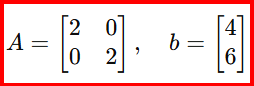 A = [2 0
0 2], b = [4
6]